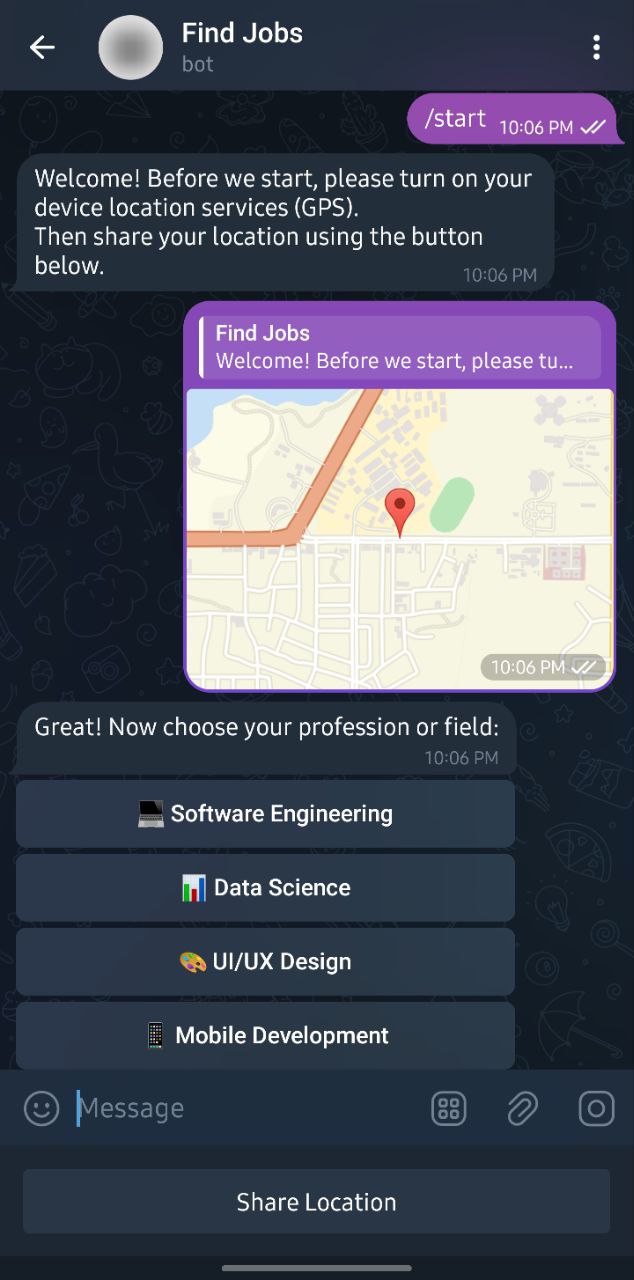 Find Jobs
bot
/start 10:06 PM
Welcome! Before we start, please turn on your
device location services (GPS).
Then share your location using the button
below.
10:06 PM
Find Jobs
Welcome! Before we start, please tu...
10:06 PM
Great! Now choose your profession or field:
10:06 PM
💻 Software Engineering
📊 Data Science
🎨 UI/UX Design
📱 Mobile Development
Message
Share Location